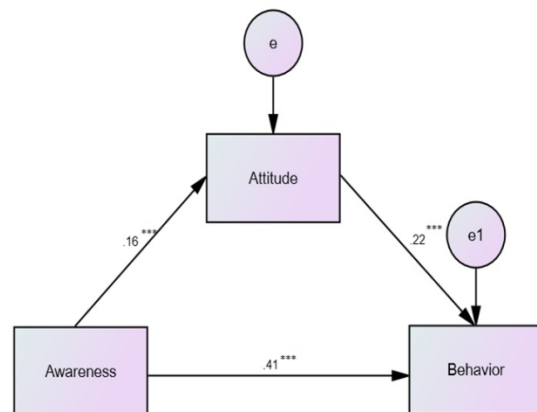 e
Attitude
e1
.16***
.22***
.41***
Awareness
Behavior